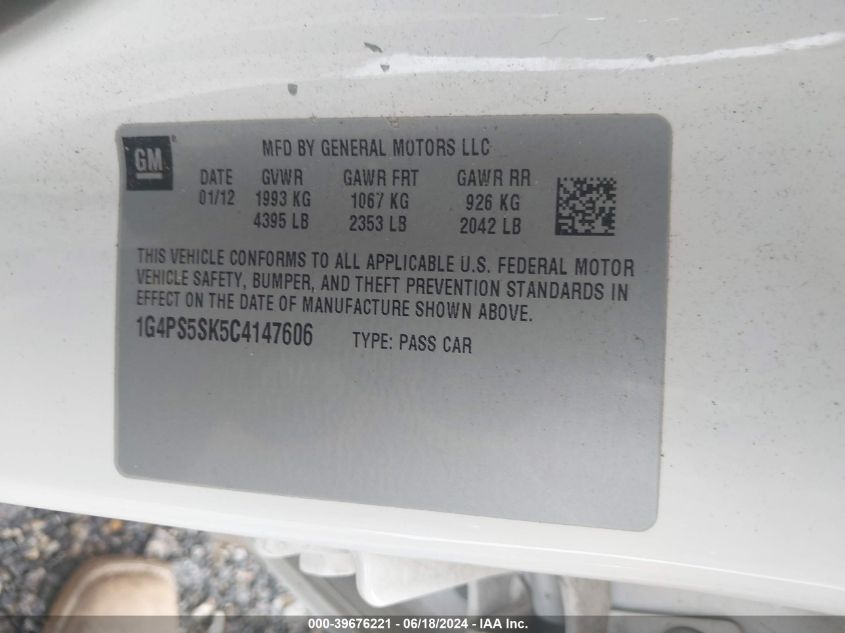 GM
MFD BY GENERAL MOTORS LLC
DATE GVWR GAWR FRT GAWR RR
01/12 1993 KG 1067 KG 926 KG
4395 LB 2353 LB 2042 LB
THIS VEHICLE CONFORMS TO ALL APPLICABLE U.S. FEDERAL MOTOR
VEHICLE SAFETY, BUMPER, AND THEFT PREVENTION STANDARDS IN
EFFECT ON THE DATE OF MANUFACTURE SHOWN ABOVE.
1G4PS5SK5C4147606 TYPE: PASS CAR
000-39676221 - 06/18/2024 - IAA Inc.